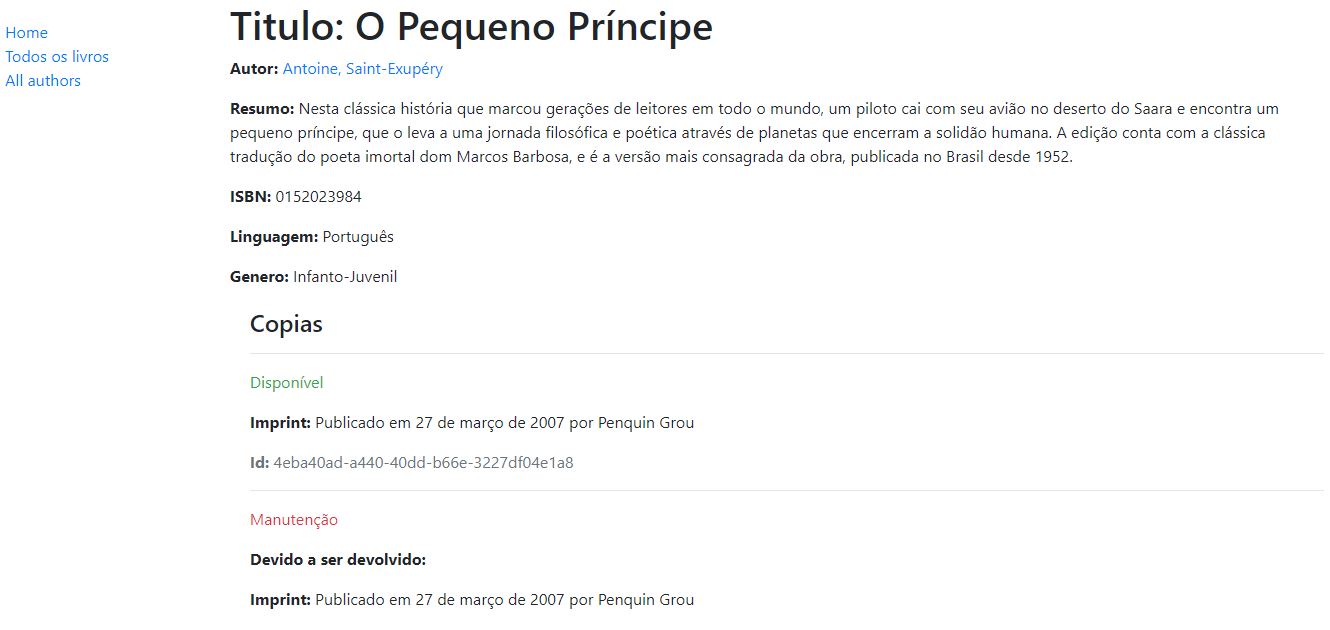 Home
Todos os livros
All authors
Titulo: O Pequeno Príncipe
Autor: Antoine, Saint-Exupéry
Resumo: Nesta clássica história que marcou gerações de leitores em todo o mundo, um piloto cai com seu avião no deserto do Saara e encontra um
pequeno príncipe, que o leva a uma jornada filosófica e poética através de planetas que encerram a solidão humana. A edição conta com a clássica
tradução do poeta imortal dom Marcos Barbosa, e é a versão mais consagrada da obra, publicada no Brasil desde 1952.
ISBN: 0152023984
Linguagem: Português
Genero: Infanto-Juvenil
Copias
Disponível
Imprint: Publicado em 27 de março de 2007 por Penquin Grou
Id: 4eba40ad-a440-40dd-b66e-3227df04e1a8
Manutenção
Devido a ser devolvido:
Imprint: Publicado em 27 de março de 2007 por Penquin Grou